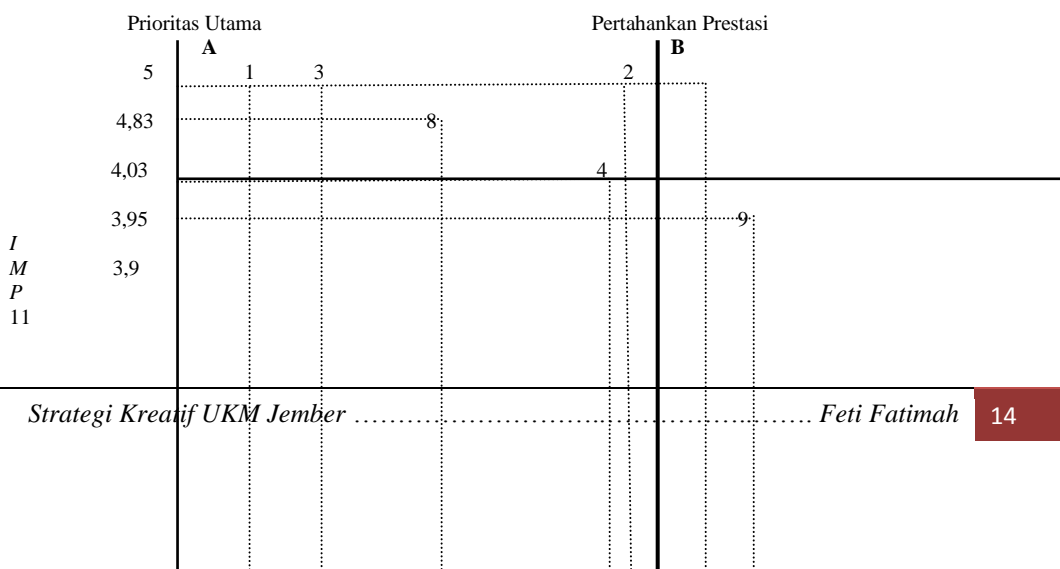 Prioritas Utama Pertahankan Prestasi
A B
5 1 3 2
4,83 8
4,03 4
3,95 9
I
M 3,9
P
11
Strategi Kreatif UKM Jember ……………………………………………………… Feti Fatimah 14